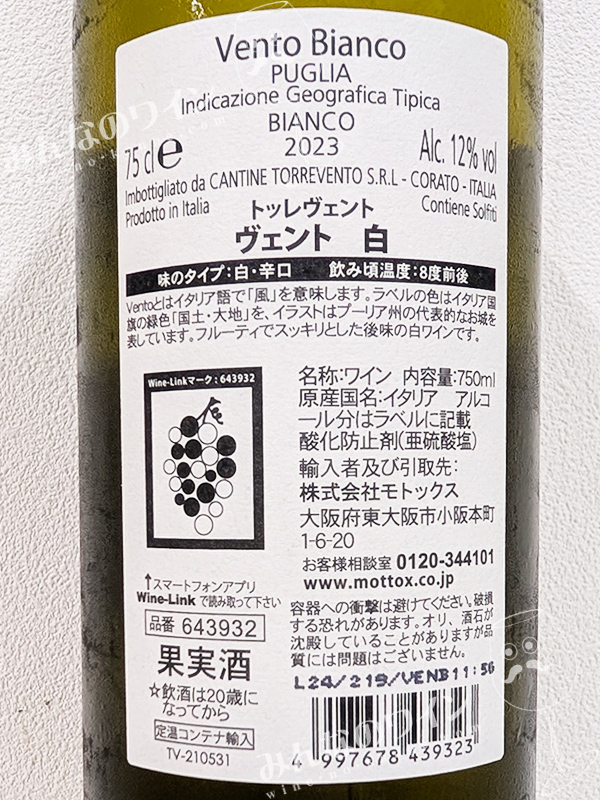 Vento Bianco
PUGLIA
Indicazione Geografica Tipica
BIANCO
75 cl e 2023 Alc. 12% vol
Imbottigliato da CANTINE TORREVENTO S.R.L - CORATO - ITALIA
Prodotto in Italia Contiene Solfiti
トッレヴェント
ヴェント 白
味のタイプ:白・辛口 飲み頃温度:8度前後
Ventoとはイタリア語で「風」を意味します。ラベルの色はイタリア国
旗の緑色「国土・大地」を、イラストはプーリア州の代表的なお城を
表しています。フルーティでスッキリとした後味の白ワインです。
Wine-Linkマーク:643932
↑スマートフォンアプリ
Wine-Link で読み取って下さい
品番 643932
果実酒
☆飲酒は20歳に
なってから
定温コンテナ輸入
TV-210531
名称:ワイン 内容量:750ml
原産国名:イタリア アルコ
ール分はラベルに記載
酸化防止剤(亜硫酸塩)
輸入者及び引取先:
株式会社モトックス
大阪府東大阪市小阪本町
1-6-20
お客様相談室 0120-344101
www.mottox.co.jp
容器への衝撃は避けてください。破損
する恐れがあります。オリ、酒石が
沈殿していることがありますが品
質には問題はございません。
L24/219/VENB11:56
4 997678 439323
みんなのワイン
みんなのワイン